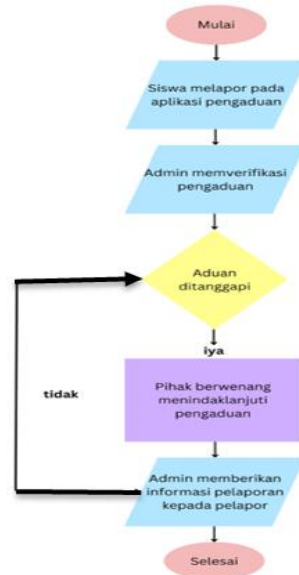 Mulai
Siswa melapor pada
aplikasi pengaduan
Admin memverifikasi
pengaduan
Aduan
ditanggapi
iya
tidak
Pihak berwenang
menindaklanjuti
pengaduan
Admin memberikan
informasi pelaporan
kepada pelapor
Selesai